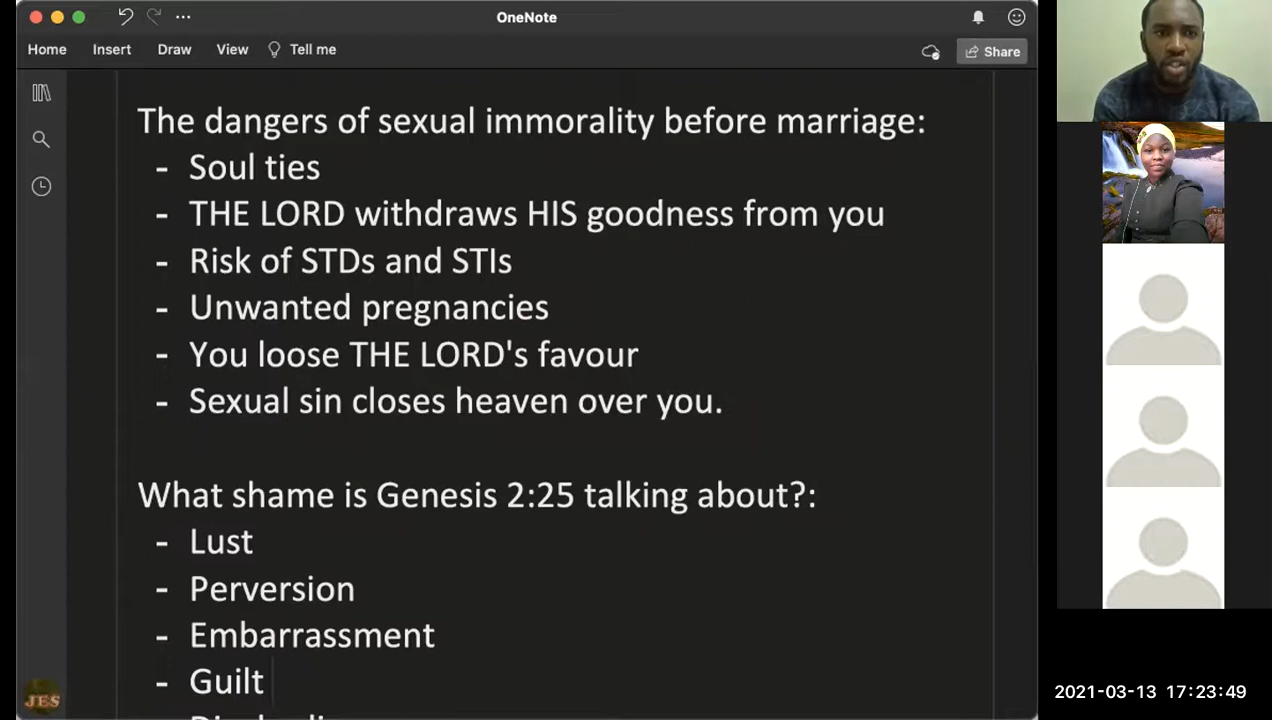 OneNote
Home Insert Draw View Tell me Share
The dangers of sexual immorality before marriage:
- Soul ties
- THE LORD withdraws HIS goodness from you
- Risk of STDs and STIs
- Unwanted pregnancies
- You loose THE LORD's favour
- Sexual sin closes heaven over you.
What shame is Genesis 2:25 talking about?:
- Lust
- Perversion
- Embarrassment
- Guilt
JES
2021-03-13 17:23:49